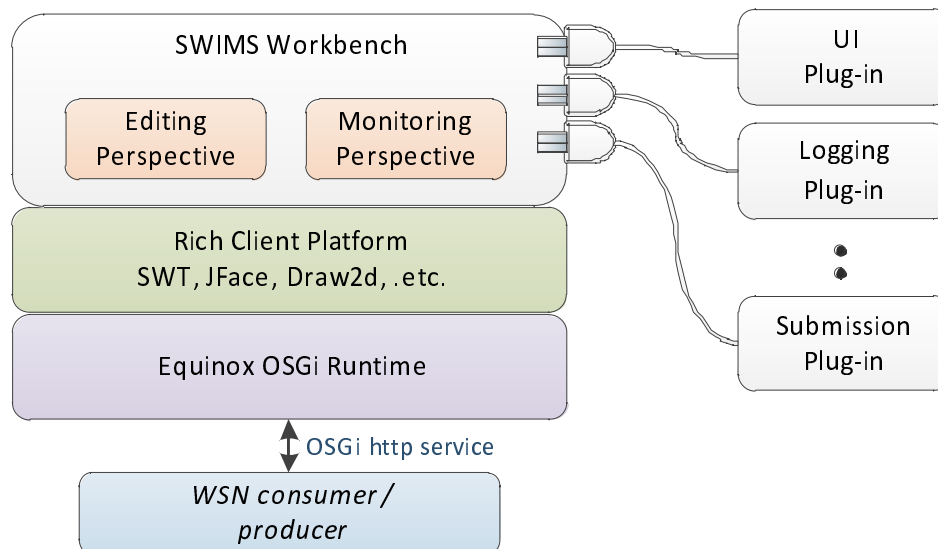 SWIMS Workbench
Editing
Perspective
Monitoring
Perspective
Rich Client Platform
SWT, JFace, Draw2d, .etc.
Equinox OSGi Runtime
OSGi http service
WSN consumer /
producer
UI
Plug-in
Logging
Plug-in
Submission
Plug-in